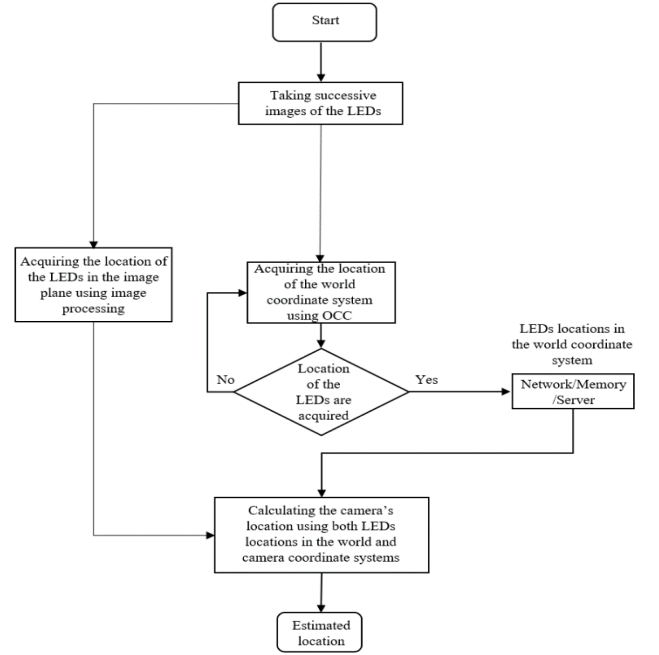 Start
Taking successive
images of the LEDs
Acquiring the location of
the LEDs in the image
plane using image
processing
Acquiring the location
of the world
coordinate system
using OCC
LEDs locations in
the world coordinate
system
No
Location
of the
LEDs are
acquired
Yes
Network/Memory
/Server
Calculating the camera's
location using both LEDs
locations in the world and
camera coordinate systems
Estimated
location